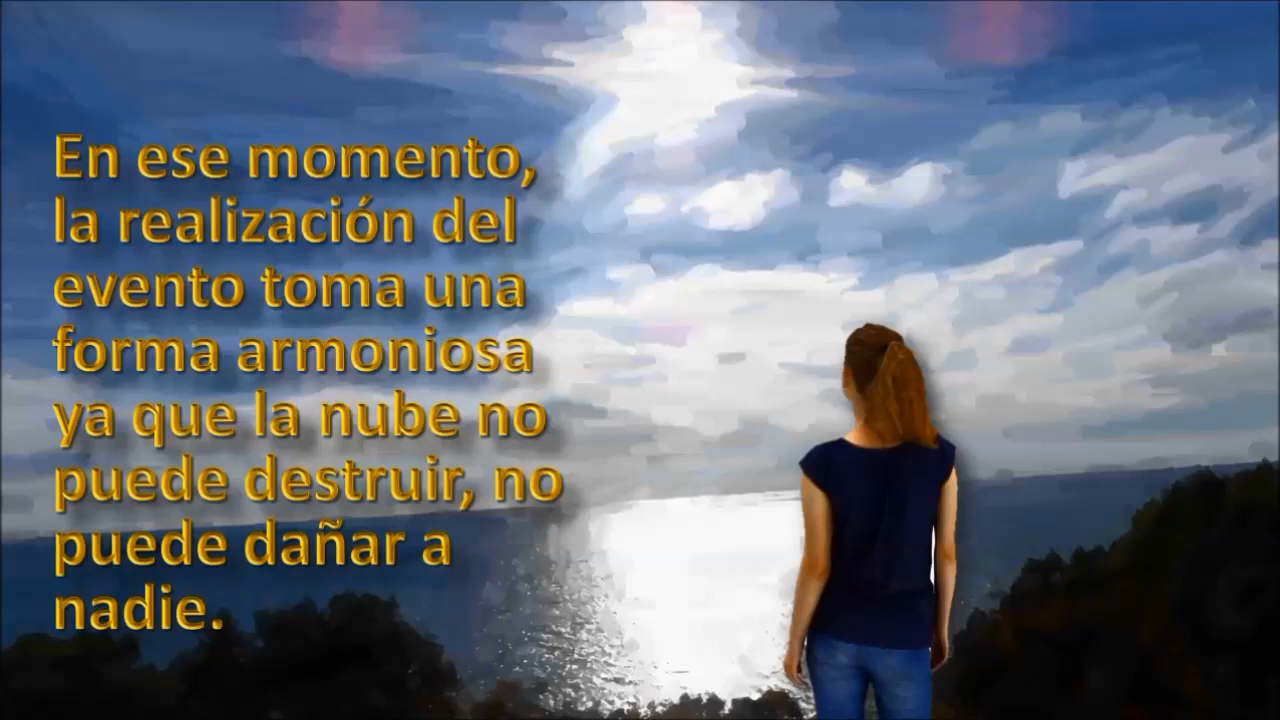 En ese momento,
la realización del
evento toma una
forma armoniosa
ya que la nube no
puede destruir, no
puede dañar a
nadie.